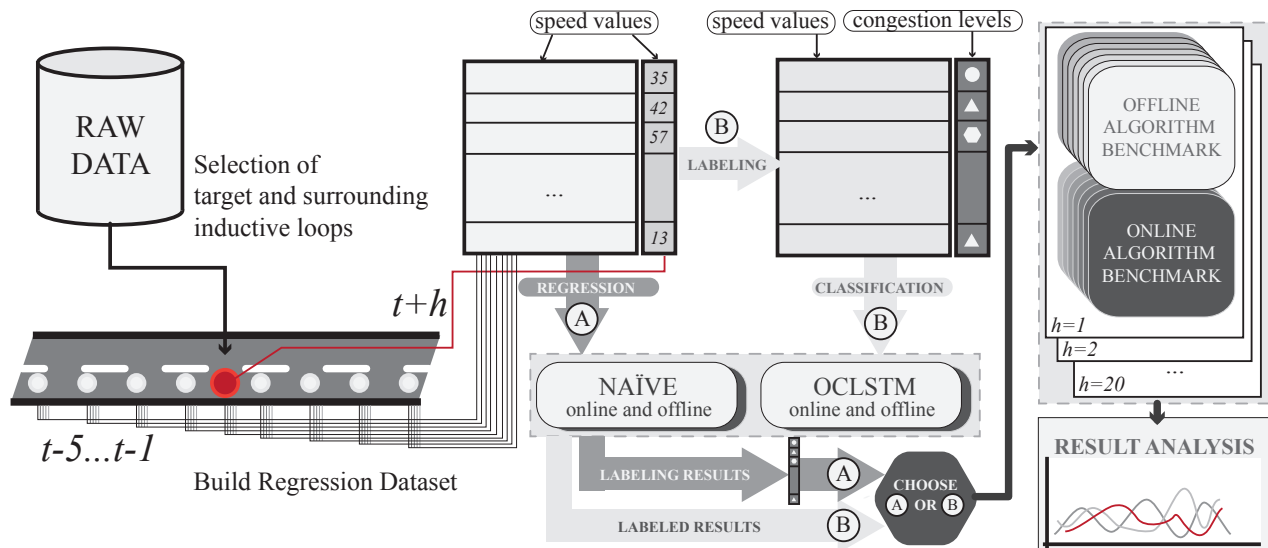 speed values
speed values
congestion levels
RAW
DATA
Selection of
target and surrounding
inductive loops
35
42
57
...
13
B
LABELING
...
OFFLINE
ALGORITHM
BENCHMARK
ONLINE
ALGORITHM
BENCHMARK
h=1
h=2
...
h=20
t+h
REGRESSION
A
CLASSIFICATION
B
t-5...t-1
Build Regression Dataset
NAÏVE
online and offline
OCLSTM
online and offline
LABELING RESULTS
A
LABELED RESULTS
B
CHOOSE
A OR B
RESULT ANALYSIS